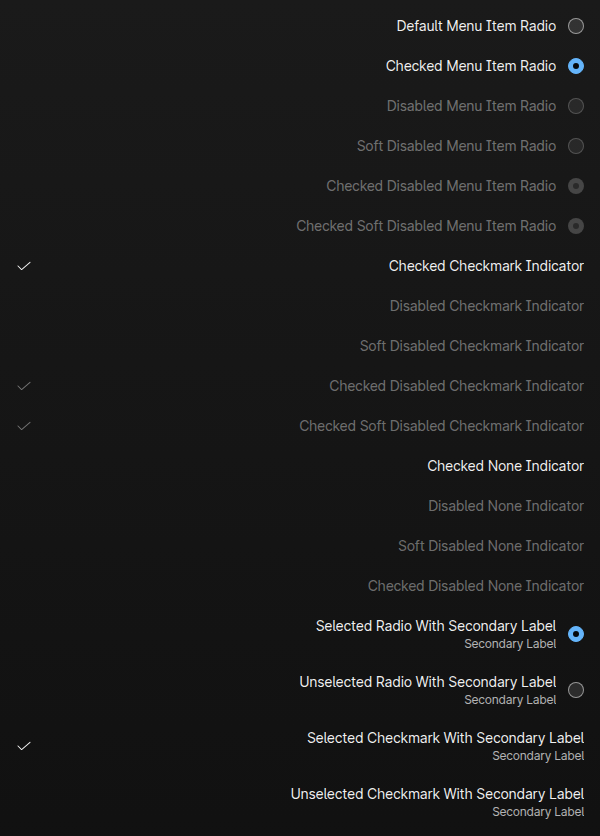 Default Menu Item Radio
Checked Menu Item Radio
Disabled Menu Item Radio
Soft Disabled Menu Item Radio
Checked Disabled Menu Item Radio
Checked Soft Disabled Menu Item Radio
Checked Checkmark Indicator
Disabled Checkmark Indicator
Soft Disabled Checkmark Indicator
Checked Disabled Checkmark Indicator
Checked Soft Disabled Checkmark Indicator
Checked None Indicator
Disabled None Indicator
Soft Disabled None Indicator
Checked Disabled None Indicator
Selected Radio With Secondary Label
Secondary Label
Unselected Radio With Secondary Label
Secondary Label
Selected Checkmark With Secondary Label
Secondary Label
Unselected Checkmark With Secondary Label
Secondary Label